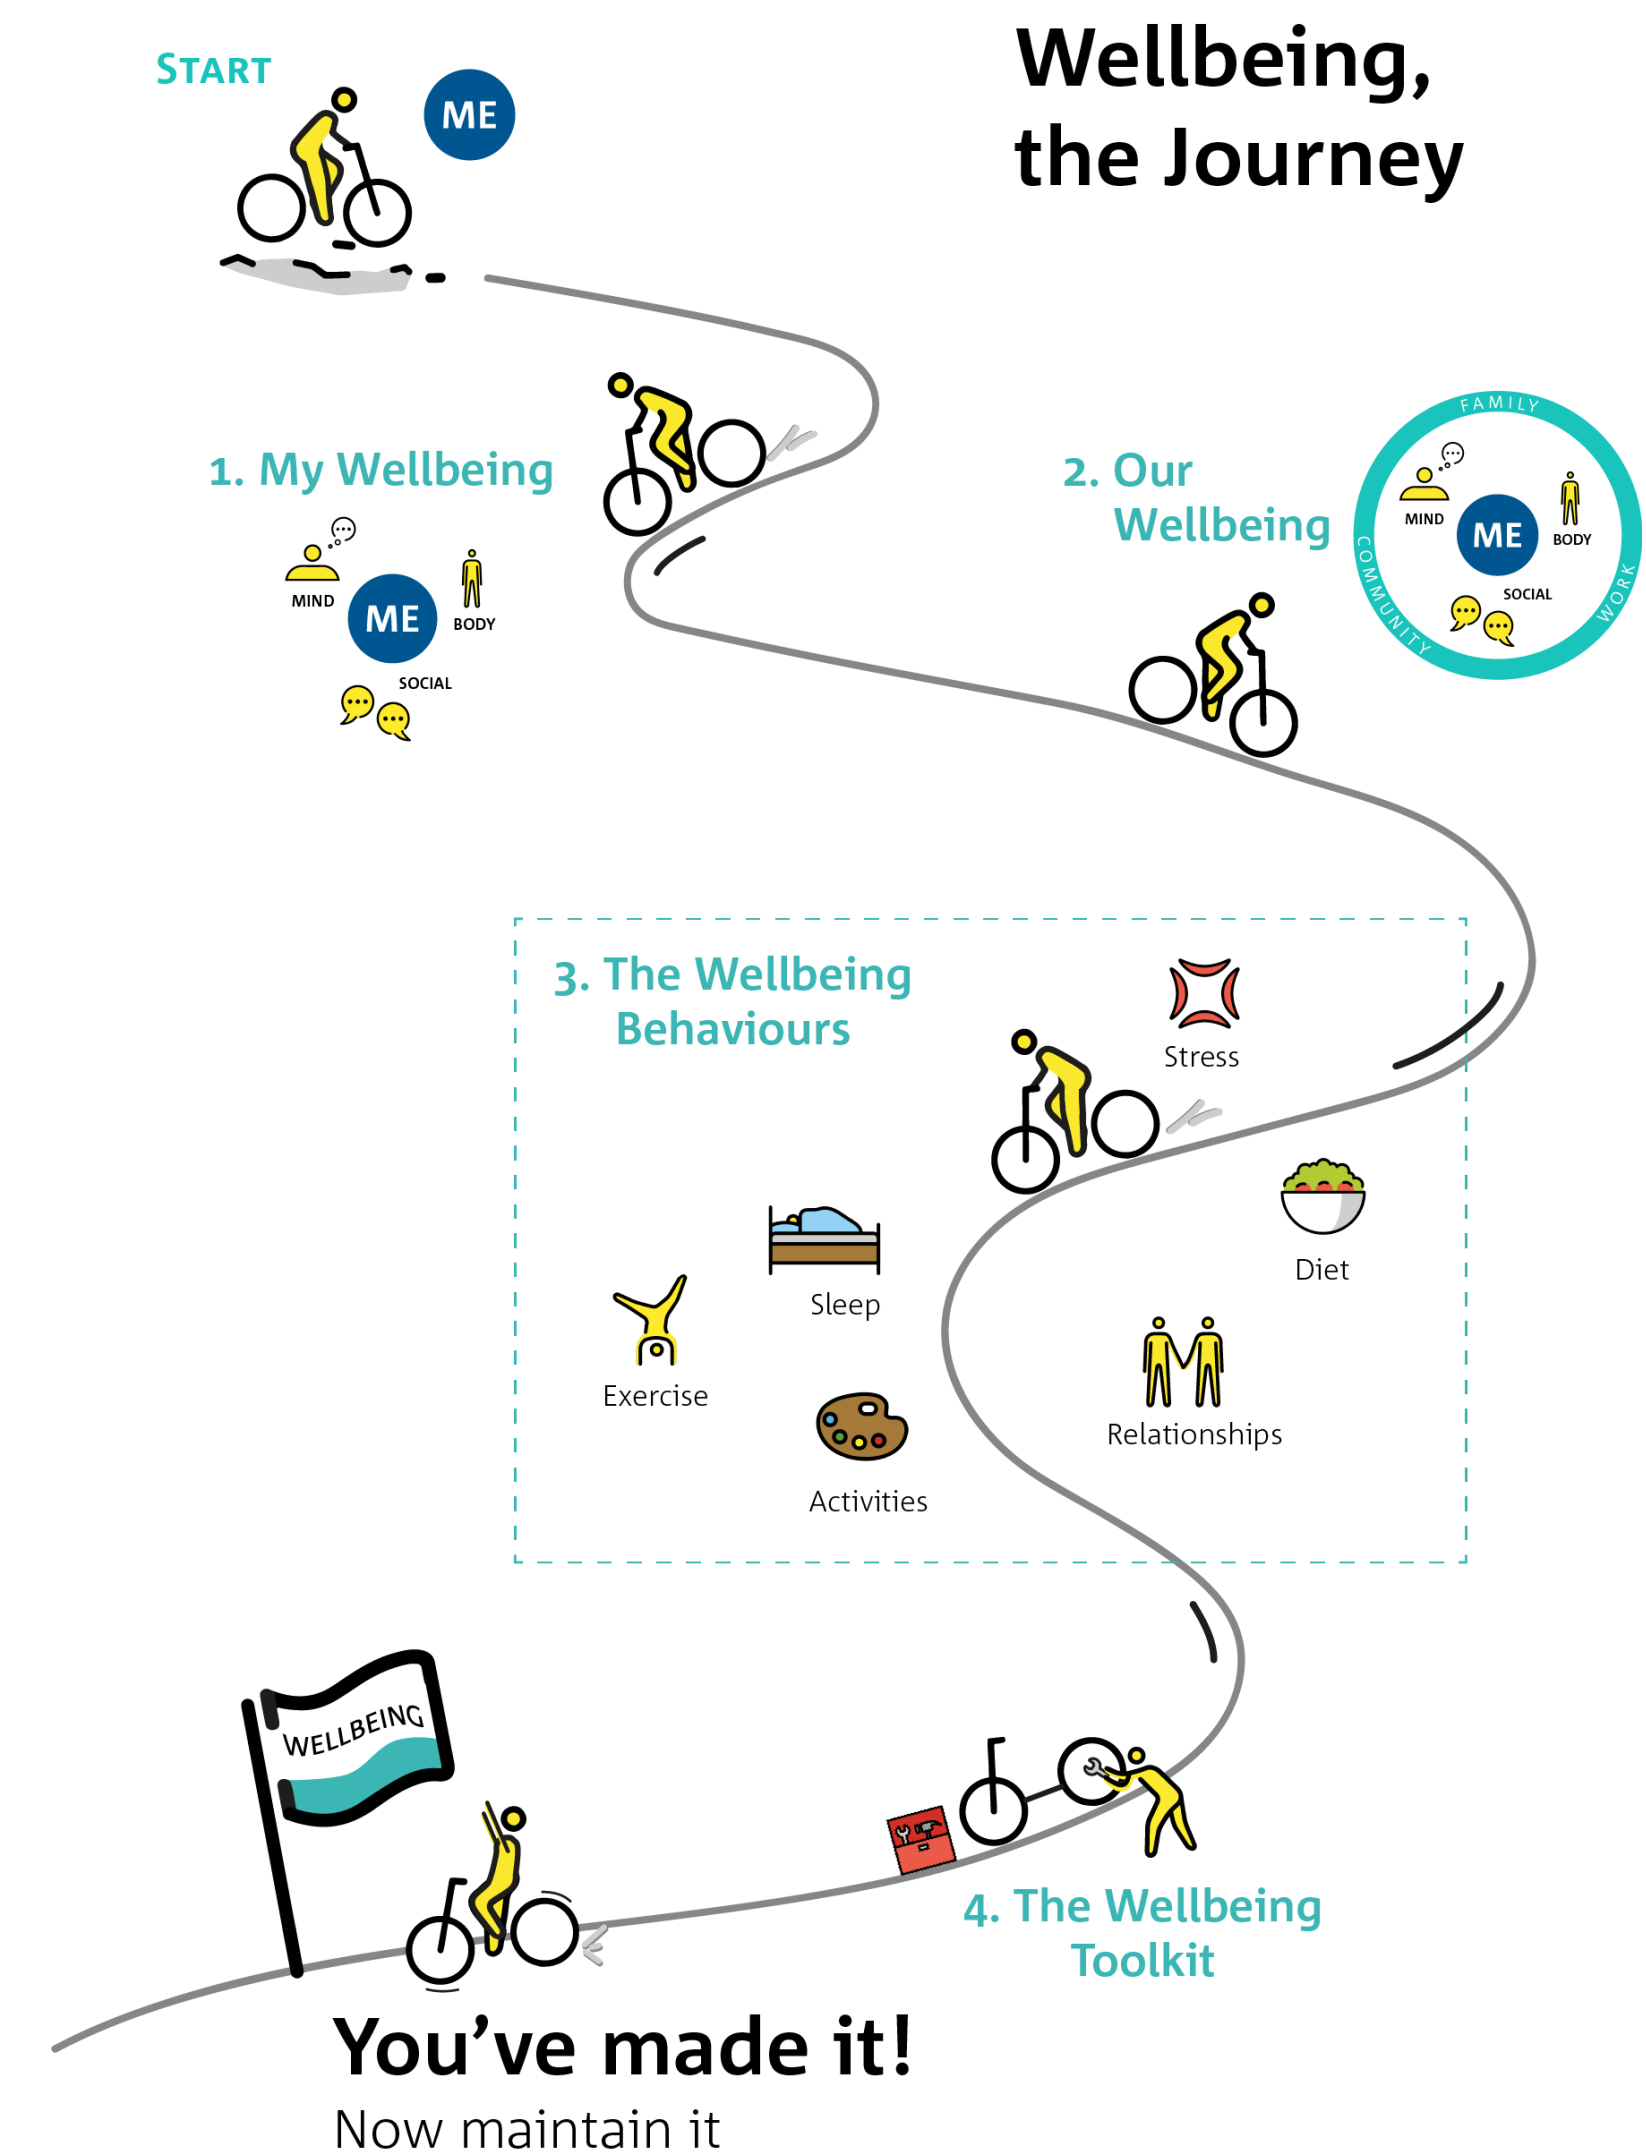 START
ME
Wellbeing,
the Journey
1. My Wellbeing
MIND
ME
BODY
SOCIAL
2. Our
Wellbeing
FAMILY
COMMUNITY
WORK
MIND
ME
BODY
SOCIAL
3. The Wellbeing
Behaviours
Stress
Diet
Sleep
Exercise
Relationships
Activities
WELLBEING
4. The Wellbeing
Toolkit
You’ve made it!
Now maintain it